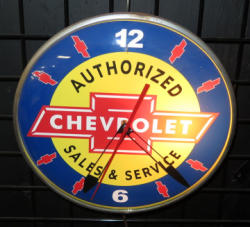 12
AUTHORIZED
CHEVROLET
SALES & SERVICE
6